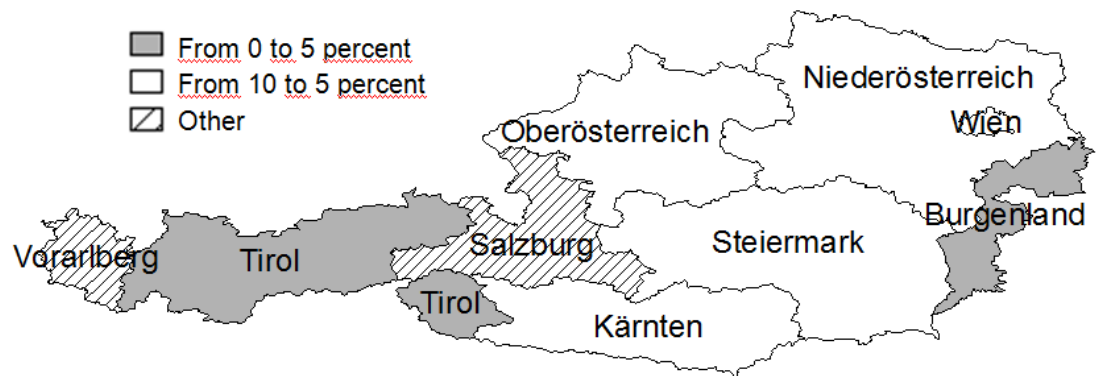 From 0 to 5 percent
From 10 to 5 percent
Other
Niederösterreich
Wien
Oberösterreich
Burgenland
Steiermark
Salzburg
Vorarlberg
Tirol
Tirol
Kärnten